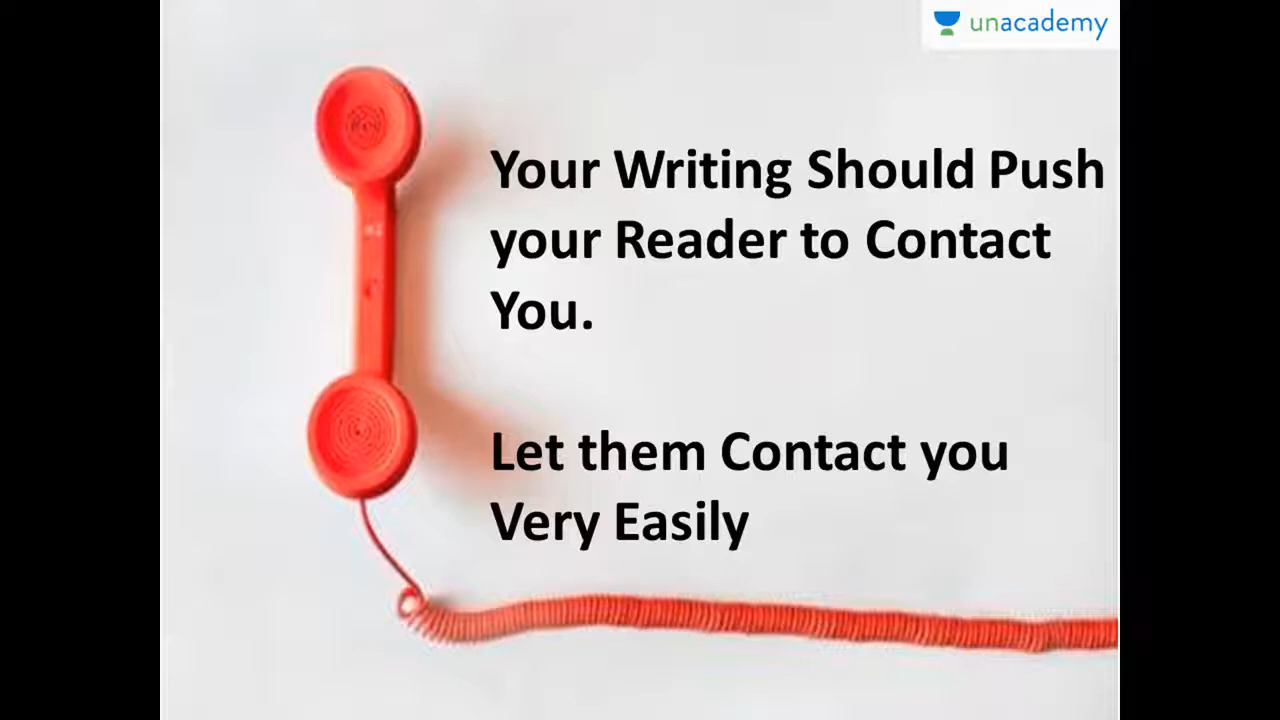 unacademy
Your Writing Should Push
your Reader to Contact
You.
Let them Contact you
Very Easily